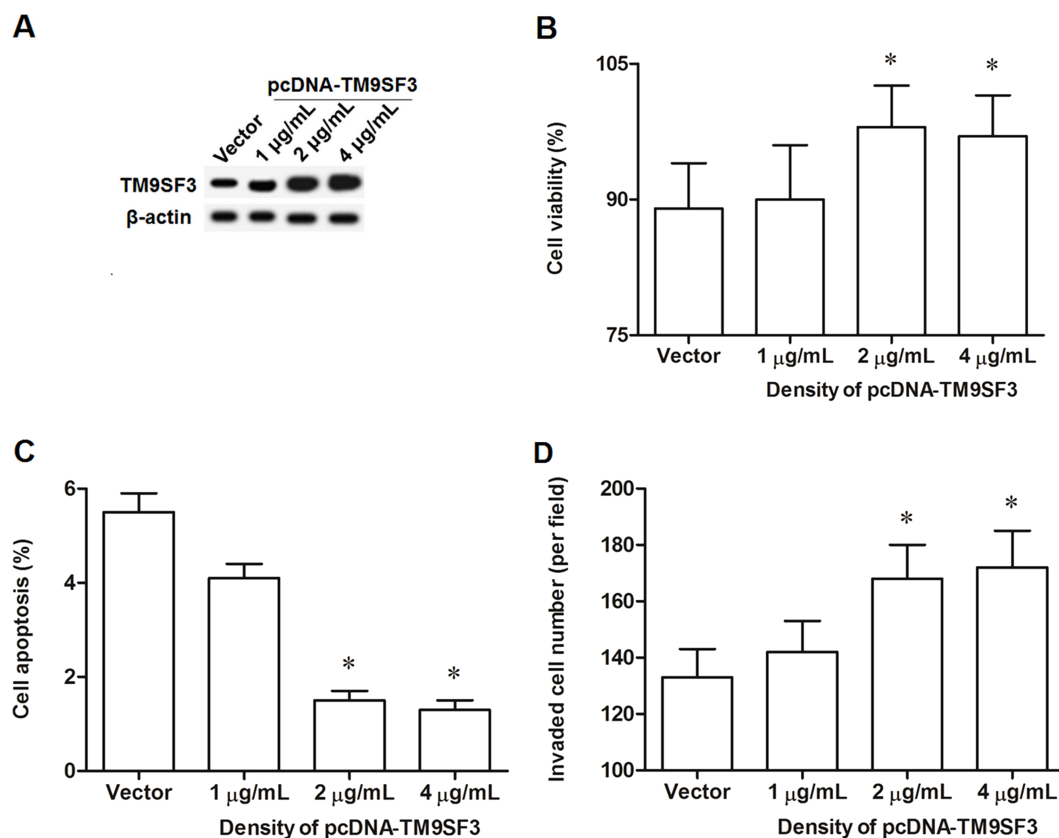 A
pcDNA-TM9SF3
Vector
1 µg/mL
2 µg/mL
4 µg/mL
TM9SF3
β-actin
B
Cell viability (%)
105
90
75
*
*
Vector
1 µg/mL
2 µg/mL
4 µg/mL
Density of pcDNA-TM9SF3
C
Cell apoptosis (%)
6
4
2
0
*
*
Vector
1 µg/mL
2 µg/mL
4 µg/mL
Density of pcDNA-TM9SF3
D
Invaded cell number (per field)
200
180
160
140
120
100
*
*
Vector
1 µg/mL
2 µg/mL
4 µg/mL
Density of pcDNA-TM9SF3